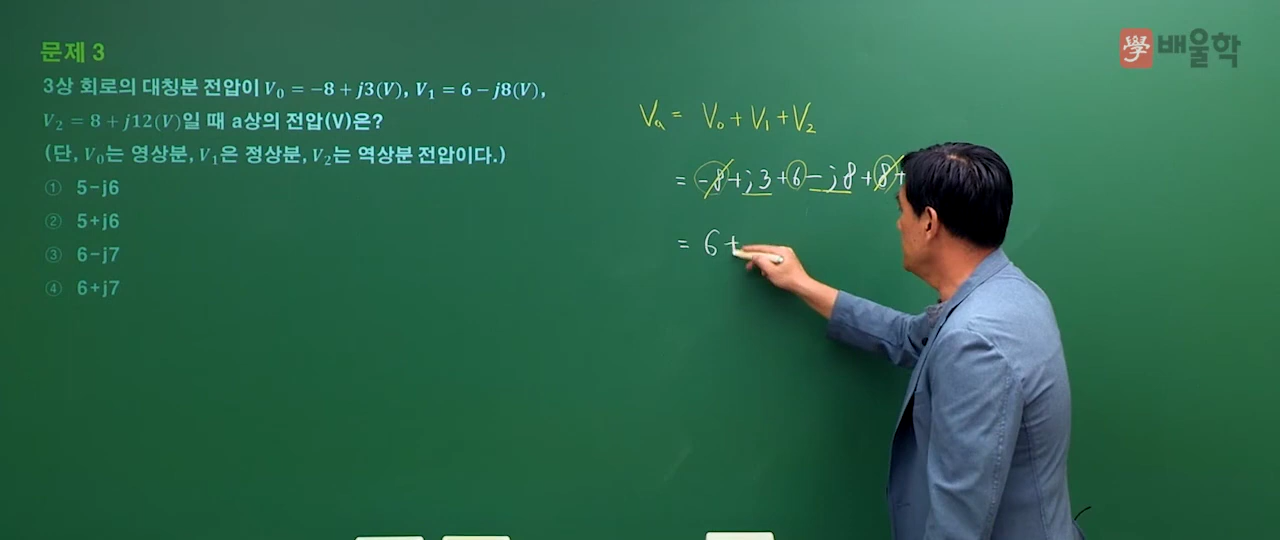 문제 3
學 배울학
3상 회로의 대칭분 전압이 V₀ = −8 + j3(V), V₁ = 6 − j8(V),
V₂ = 8 + j12(V)일 때 a상의 전압(V)은?
(단, V₀는 영상분, V₁은 정상분, V₂는 역상분 전압이다.)
① 5−j6
② 5+j6
③ 6−j7
④ 6+j7
Va = V₀ + V₁ + V₂
= -8 + j3 + 6 - j8 + 8 +
= 6 +